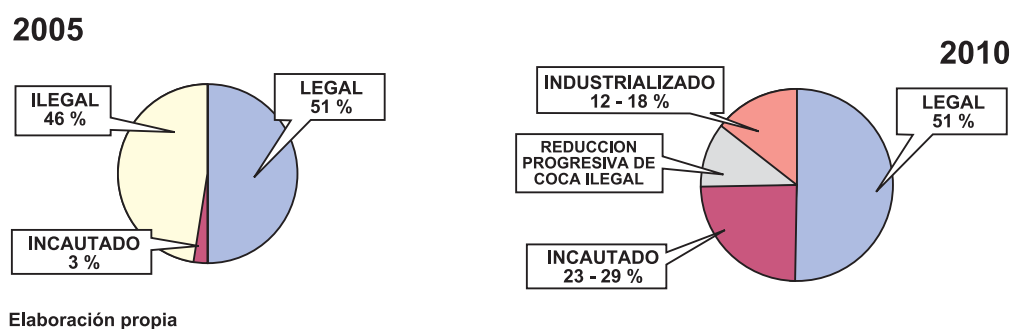 2005
2010
ILEGAL
46 %
LEGAL
51 %
INCAUTADO
3 %
INDUSTRIALIZADO
12 - 18 %
LEGAL
51 %
REDUCCION
PROGRESIVA DE
COCA ILEGAL
INCAUTADO
23 - 29 %
Elaboración propia